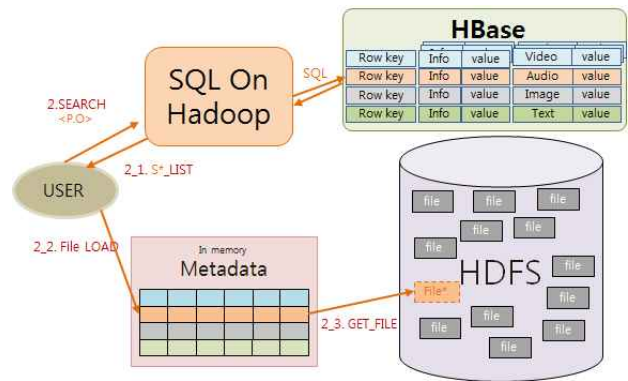 HBase
Row key Info value Video value
Row key Info value Audio value
Row key Info value Image value
Row key Info value Text value
SQL On
Hadoop
SQL
2.SEARCH
<P.O>
2_1. S*_LIST
USER
2_2. File LOAD
In memory
Metadata
2_3. GET_FILE
HDFS
file
file
file
file
file
file
file
file
File*
file
file
file
file
file